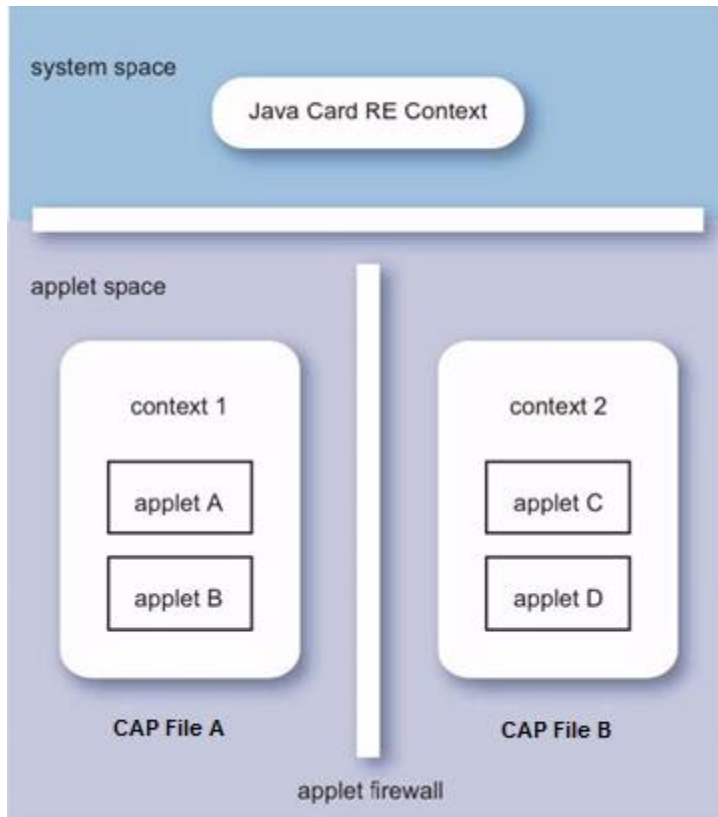 system space
Java Card RE Context
applet space
context 1
applet A
applet B
CAP File A
context 2
applet C
applet D
CAP File B
applet firewall